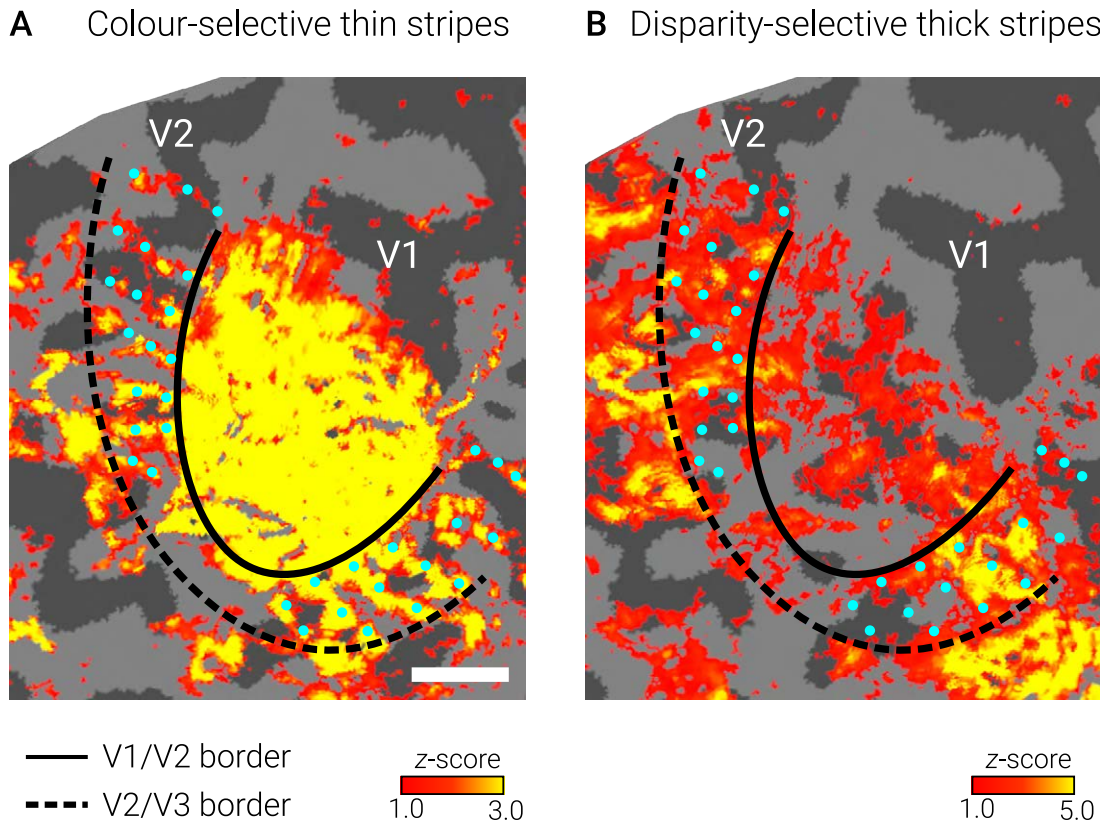 A Colour-selective thin stripes
B Disparity-selective thick stripes
V2
V1
V2
V1
V1/V2 border
V2/V3 border
z-score
1.0 3.0
z-score
1.0 5.0